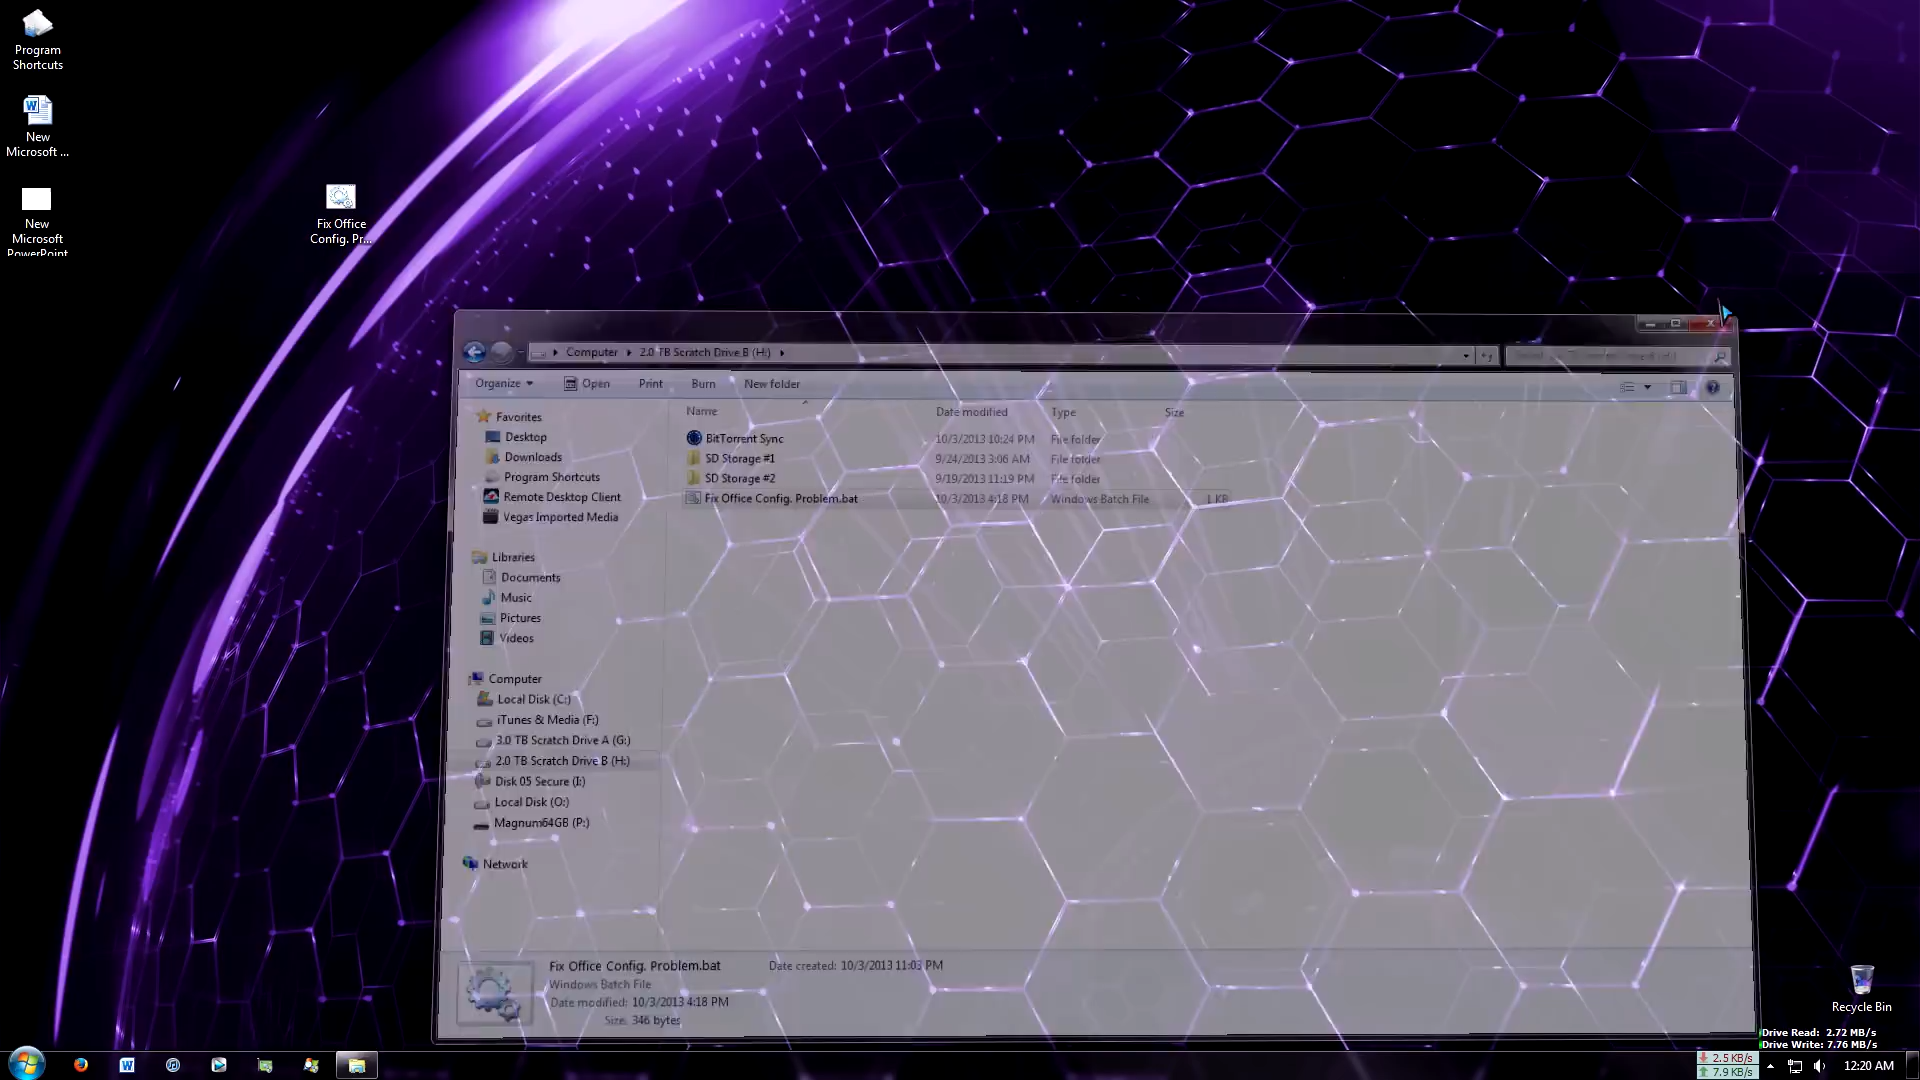 Program
Shortcuts
New
Microsoft ...
New
Microsoft
PowerPoint
Fix Office
Config. Pr...
Computer
2.0 TB Scratch Drive B (H:)
Organize
Open
Print
Burn
New folder
Favorites
Desktop
Downloads
Program Shortcuts
Remote Desktop Client
Vegas Imported Media
Libraries
Documents
Music
Pictures
Videos
Computer
Local Disk (C:)
iTunes & Media (F:)
3.0 TB Scratch Drive A (G:)
2.0 TB Scratch Drive B (H:)
Disk 05 Secure (I:)
Local Disk (O:)
Magnum64GB (P:)
Network
Name Date modified Type Size
BitTorrent Sync 10/3/2013 10:24 PM File folder
SD Storage #1 9/24/2013 3:06 AM File folder
SD Storage #2 9/19/2013 11:19 PM File folder
Fix Office Config. Problem.bat 10/3/2013 4:18 PM Windows Batch File 1 KB
Fix Office Config. Problem.bat Date created: 10/3/2013 11:03 PM
Windows Batch File
Date modified: 10/3/2013 4:18 PM
Size: 346 bytes
Recycle Bin
Drive Read: 2.72 MB/s
Drive Write: 7.76 MB/s
2.5 KB/s
7.9 KB/s
12:20 AM